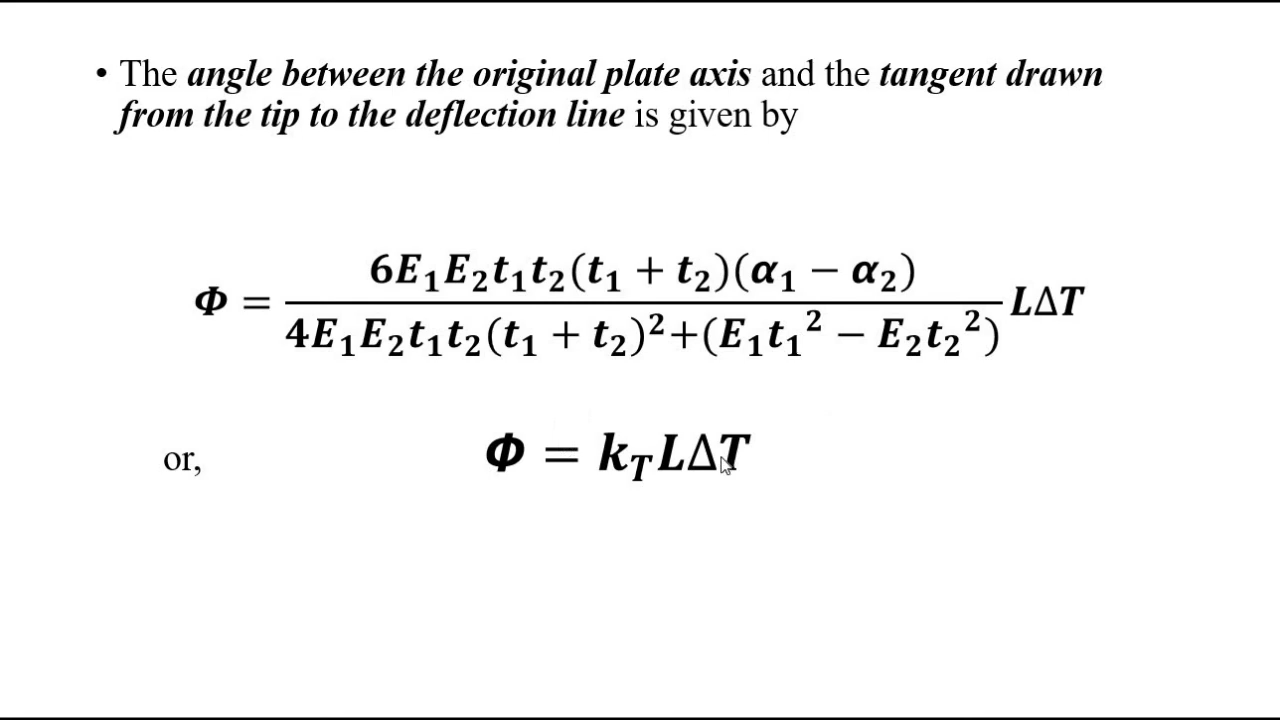 • The angle between the original plate axis and the tangent drawn
from the tip to the deflection line is given by
𝜱 = \frac{6E₁E₂t₁t₂(t₁ + t₂)(α₁ − α₂)}{4E₁E₂t₁t₂(t₁ + t₂)²+(E₁t₁² − E₂t₂²)} LΔT
or, 𝜱 = k_T LΔT